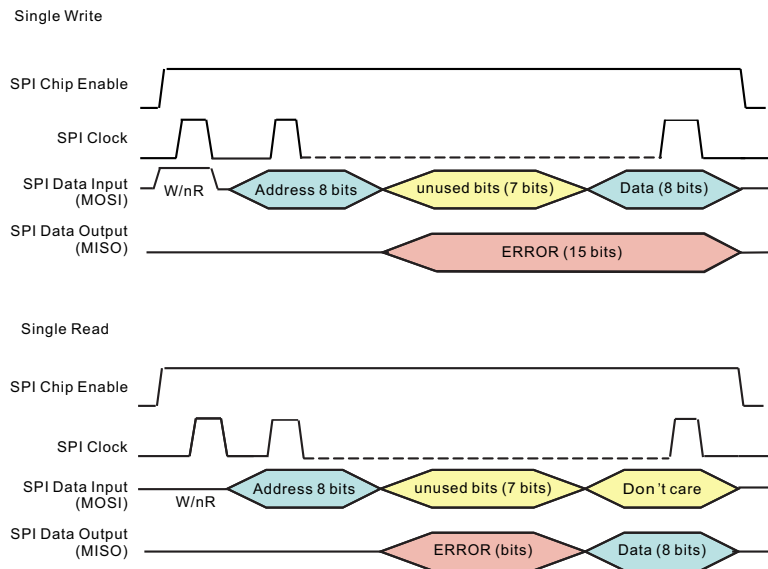 Single Write
SPI Chip Enable
SPI Clock
SPI Data Input
(MOSI)
W/nR
Address 8 bits
unused bits (7 bits)
Data (8 bits)
SPI Data Output
(MISO)
ERROR (15 bits)
Single Read
SPI Chip Enable
SPI Clock
SPI Data Input
(MOSI)
W/nR
Address 8 bits
unused bits (7 bits)
Don't care
SPI Data Output
(MISO)
ERROR (bits)
Data (8 bits)